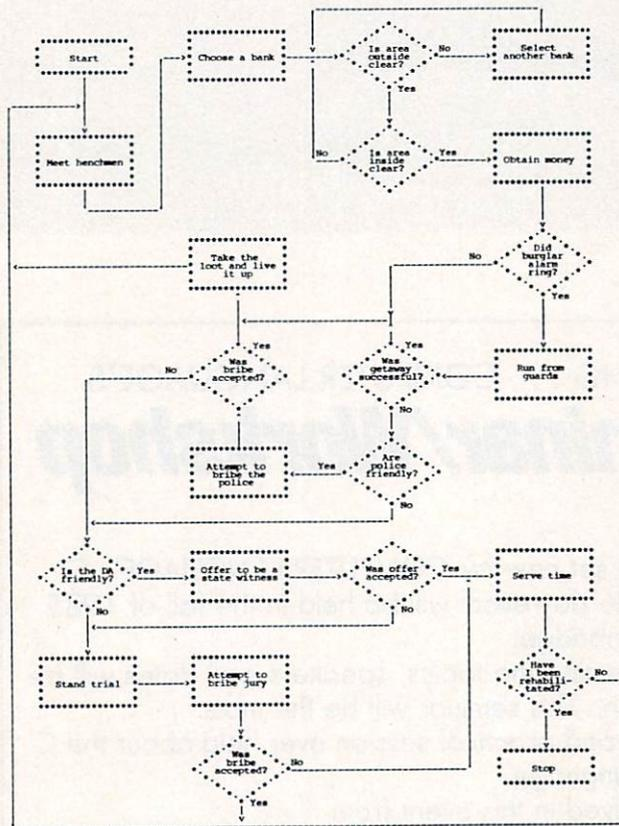 Start
Choose a bank
Is area
outside
clear?
No
Select
another bank
Yes
Meet henchmen
No
Is area
inside
clear?
Yes
Obtain money
Take the
loot and live
it up
No
Did
burglar
alarm
ring?
Yes
Yes
Yes
No
Was
bribe
accepted?
Was
getaway
successful?
Run from
guards
No
Attempt to
bribe the
police
Yes
Are
police
friendly?
No
Is the DA
friendly?
Yes
Offer to be
state witness
Was offer
accepted?
Yes
Serve time
No
No
Stand trial
Attempt to
bribe jury
Have
I been
rehabili
tated?
No
Yes
Was
bribe
accepted?
No
Stop
Yes